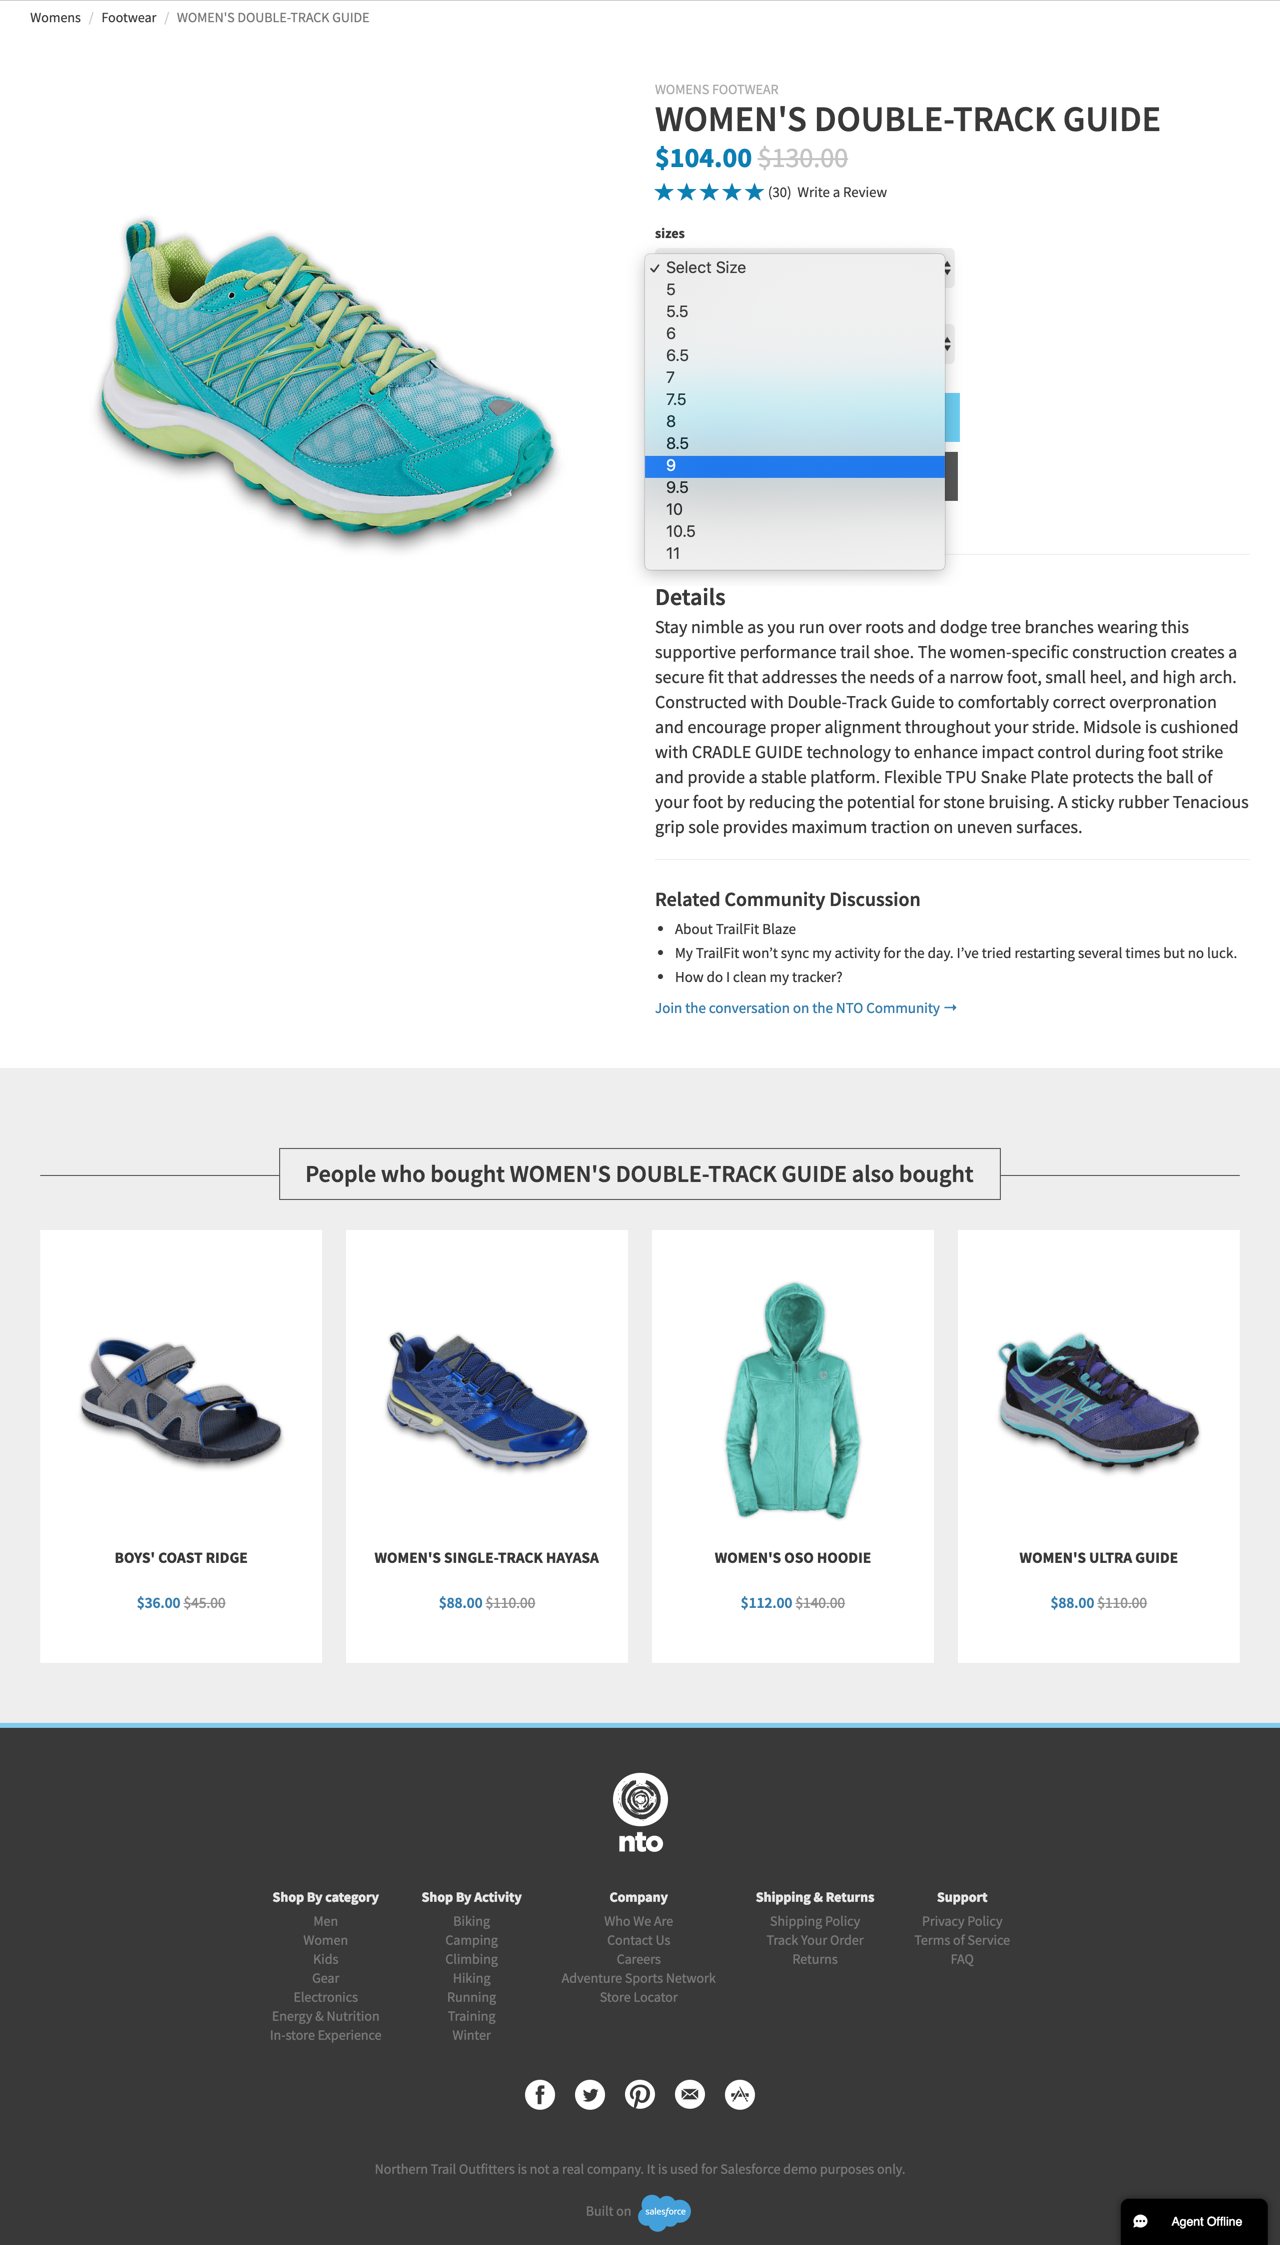 Womens / Footwear / WOMEN'S DOUBLE-TRACK GUIDE
WOMENS FOOTWEAR
WOMEN'S DOUBLE-TRACK GUIDE
$104.00 $130.00
(30) Write a Review
sizes
✓ Select Size
5
5.5
6
6.5
7
7.5
8
8.5
9
9.5
10
10.5
11
Details
Stay nimble as you run over roots and dodge tree branches wearing this
supportive performance trail shoe. The women-specific construction creates a
secure fit that addresses the needs of a narrow foot, small heel, and high arch.
Constructed with Double-Track Guide to comfortably correct overpronation
and encourage proper alignment throughout your stride. Midsole is cushioned
with CRADLE GUIDE technology to enhance impact control during foot strike
and provide a stable platform. Flexible TPU Snake Plate protects the ball of
your foot by reducing the potential for stone bruising. A sticky rubber Tenacious
grip sole provides maximum traction on uneven surfaces.
Related Community Discussion
• About TrailFit Blaze
• My TrailFit won’t sync my activity for the day. I’ve tried restarting several times but no luck.
• How do I clean my tracker?
Join the conversation on the NTO Community →
People who bought WOMEN'S DOUBLE-TRACK GUIDE also bought
BOYS' COAST RIDGE
$36.00 $45.00
WOMEN'S SINGLE-TRACK HAYASA
$88.00 $110.00
WOMEN'S OSO HOODIE
$112.00 $140.00
WOMEN'S ULTRA GUIDE
$88.00 $110.00
nto
Shop By category
Men
Women
Kids
Gear
Electronics
Energy & Nutrition
In-store Experience
Shop By Activity
Biking
Camping
Climbing
Hiking
Running
Training
Winter
Company
Who We Are
Contact Us
Careers
Adventure Sports Network
Store Locator
Shipping & Returns
Shipping Policy
Track Your Order
Returns
Support
Privacy Policy
Terms of Service
FAQ
Northern Trail Outfitters is not a real company. It is used for Salesforce demo purposes only.
Built on salesforce
Agent Offline